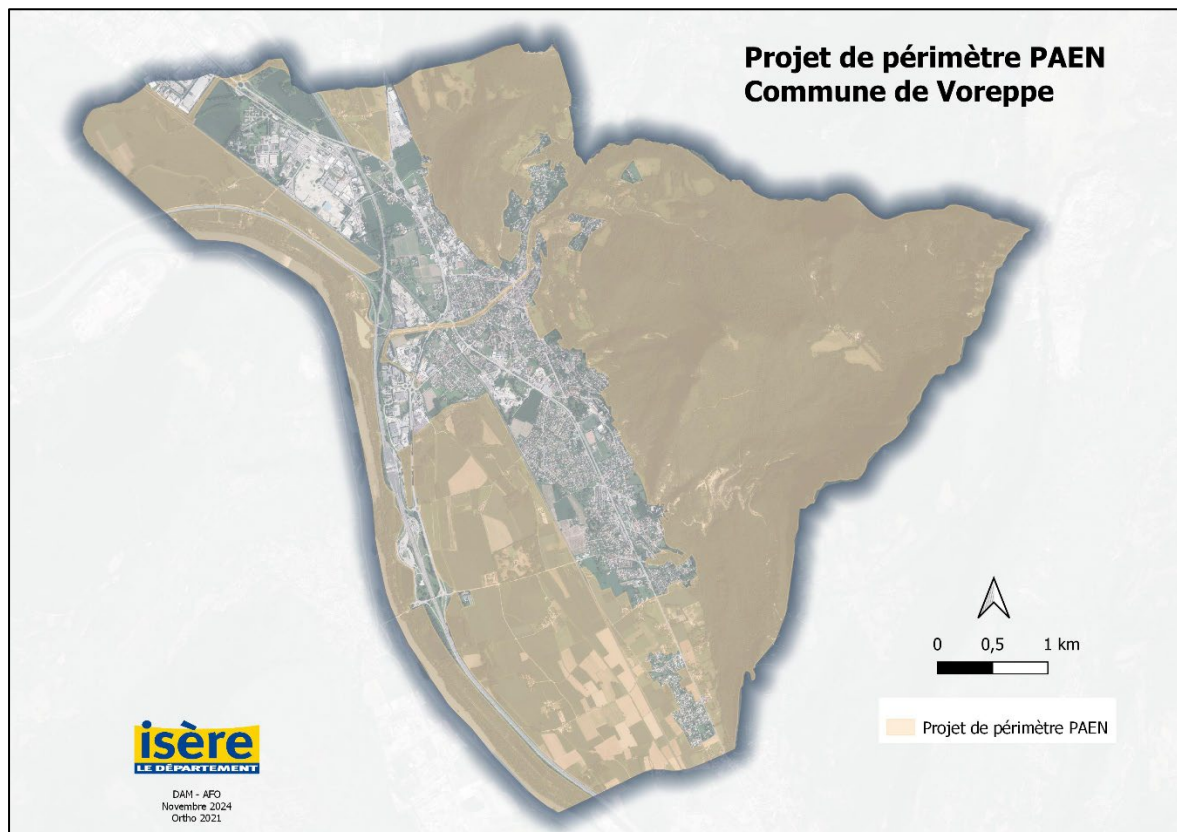 Projet de périmètre PAEN
Commune de Voreppe
0 0,5 1 km
Projet de périmètre PAEN
isère
LE DÉPARTEMENT
DAM - AFO
Novembre 2024
Ortho 2021